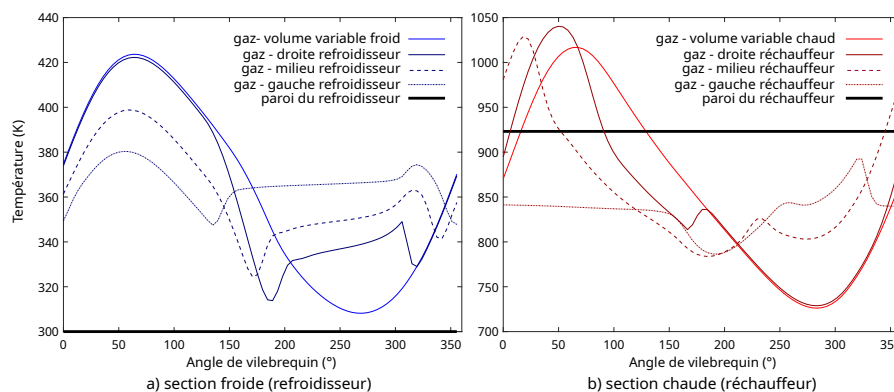 440
420
400
380
360
340
320
300
Température (K)
0
50
100
150
200
250
300
350
Angle de vilebrequin (°)
gaz-volume variable froid
gaz - droite refroidisseur
gaz - milieu refroidisseur
gaz - gauche refroidisseur
paroi du refroidisseur
a) section froide (refroidisseur)
1050
1000
950
900
850
800
750
700
0
50
100
150
200
250
300
350
Angle de vilebrequin (°)
gaz - volume variable chaud
gaz - droite réchauffeur
gaz - milieu réchauffeur
gaz - gauche réchauffeur
paroi du réchauffeur
b) section chaude (réchauffeur)